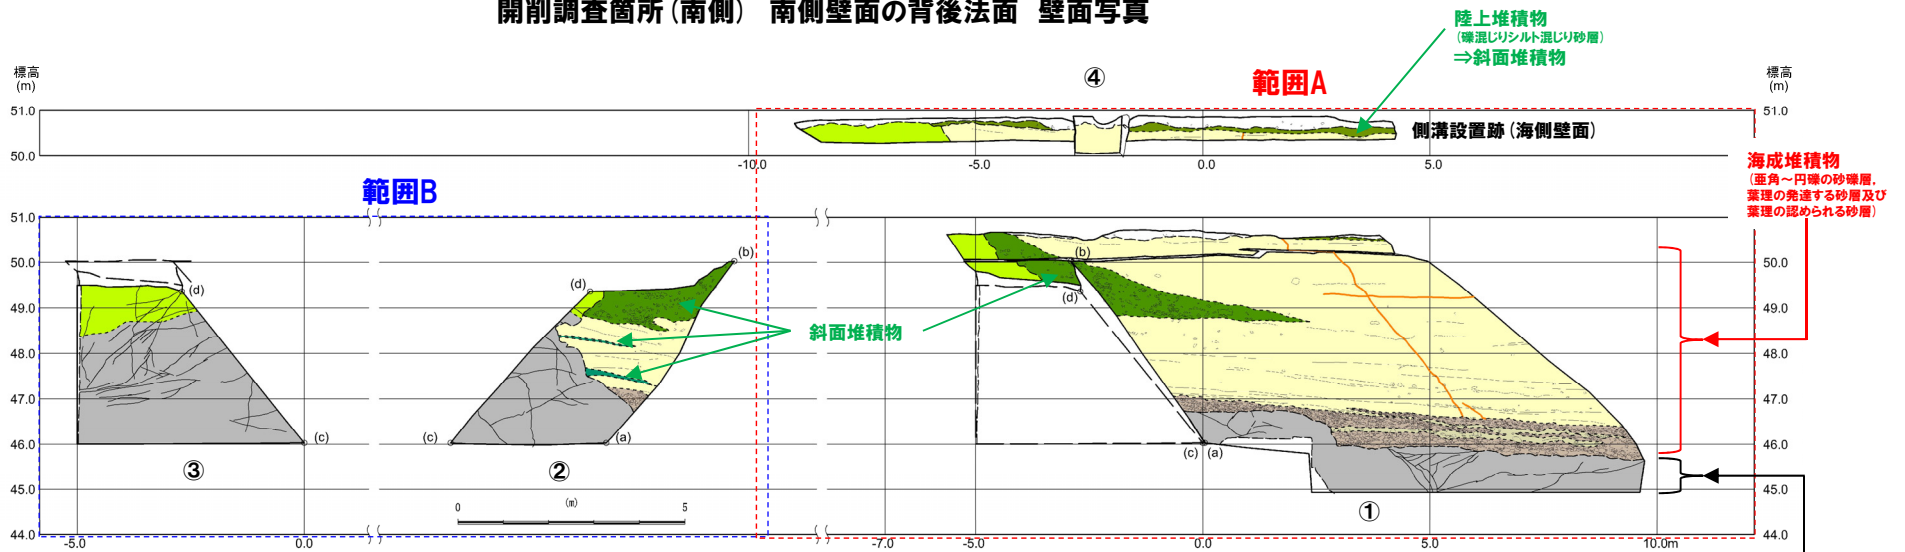 開削調査箇所(南側) 南側壁面の背後法面 壁面写真
陸上堆積物
(礫混じりシルト混じり砂層)
⇒斜面堆積物
④
範囲A
標高
(m)
標高
(m)
51.0
51.0
側溝設置跡(海側壁面)
50.0
-10.0
-5.0
0.0
5.0
海成堆積物
(亜角~円礫の砂礫層,
葉理の発達する砂層及び
葉理の認められる砂層)
範囲B
51.0
51.0
(b)
(b)
50.0
50.0
(d)
(d)
(d)
49.0
49.0
斜面堆積物
48.0
48.0
47.0
47.0
46.0
(c)
(c)
(a)
(c)
(a)
46.0
③
②
45.0
45.0
0
(m)
5
①
44.0
44.0
-5.0
0.0
-7.0
-5.0
0.0
5.0
10.0m